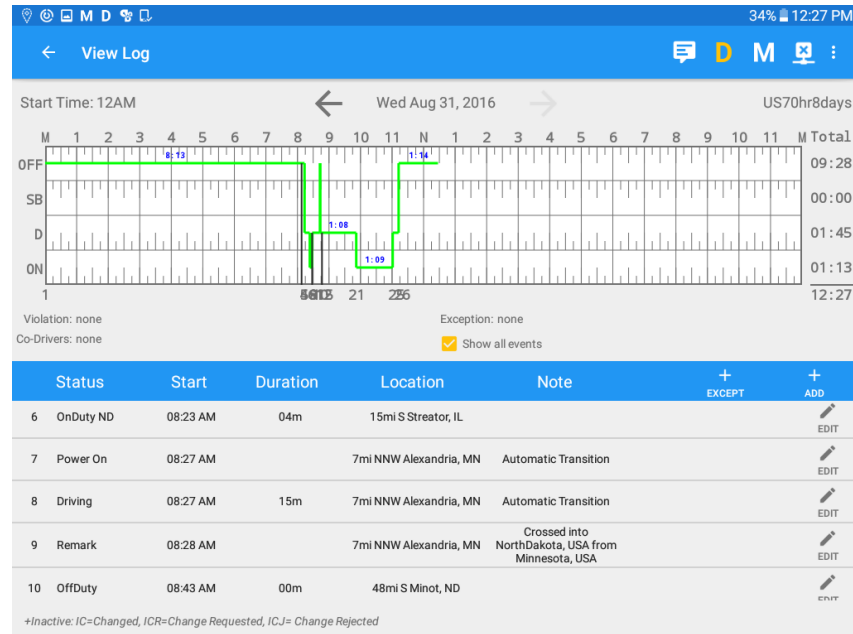 M D 34% 12:27 PM
View Log D M
Start Time: 12AM Wed Aug 31, 2016 US70hr8days
M 1 2 3 4 5 6 7 8 9 10 11 N 1 2 3 4 5 6 7 8 9 10 11 M Total
OFF 8:13 1:14 09:28
SB 00:00
D 1:08 01:45
ON 1:09 01:13
1 21 12:27
Violation: none Exception: none
Co-Drivers: none Show all events
Status Start Duration Location Note + EXCEPT + ADD
6 OnDuty ND 08:23 AM 04m 15mi S Streator, IL EDIT
7 Power On 08:27 AM 7mi NNW Alexandria, MN Automatic Transition EDIT
8 Driving 08:27 AM 15m 7mi NNW Alexandria, MN Automatic Transition EDIT
Crossed into
9 Remark 08:28 AM 7mi NNW Alexandria, MN NorthDakota, USA from EDIT
Minnesota, USA
10 OffDuty 08:43 AM 00m 48mi S Minot, ND EDIT
+Inactive: IC=Changed, ICR=Change Requested, ICJ= Change Rejected